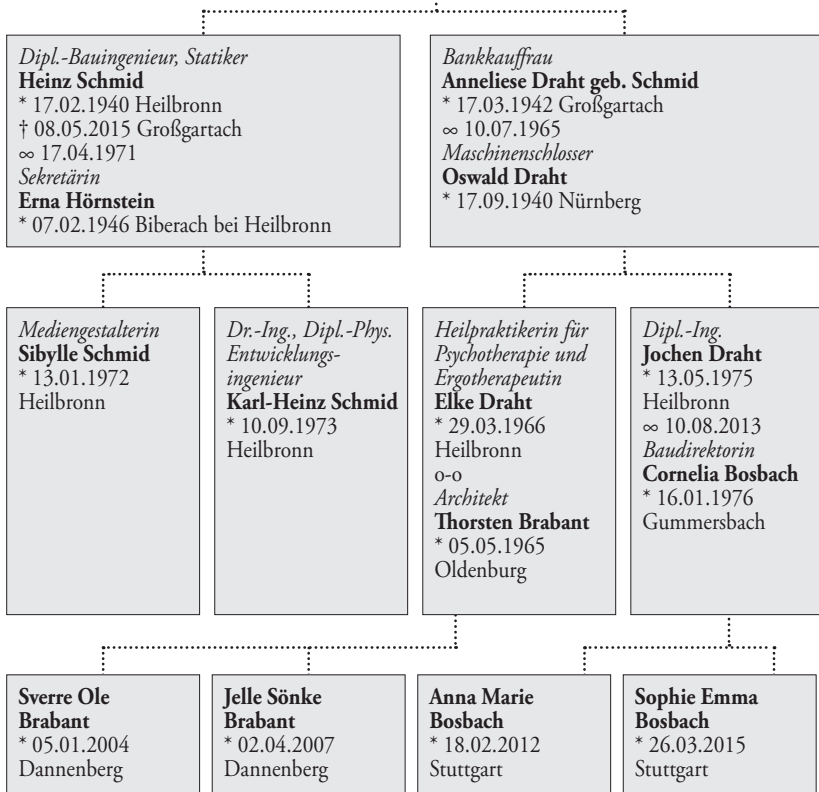 Dipl.-Bauingenieur, Statiker
Heinz Schmid
* 17.02.1940 Heilbronn
† 08.05.2015 Großgartach
∞ 17.04.1971
Sekretärin
Erna Hörnstein
* 07.02.1946 Biberach bei Heilbronn
Bankkauffrau
Anneliese Draht geb. Schmid
* 17.03.1942 Großgartach
∞ 10.07.1965
Maschinenschlosser
Oswald Draht
* 17.09.1940 Nürnberg
Mediengestalterin
Sibylle Schmid
* 13.01.1972
Heilbronn
Dr.-Ing., Dipl.-Phys.
Entwicklungs-
ingenieur
Karl-Heinz Schmid
* 10.09.1973
Heilbronn
Heilpraktikerin für
Psychotherapie und
Ergotherapeutin
Elke Draht
* 29.03.1966
Heilbronn
o-o
Architekt
Thorsten Brabant
* 05.05.1965
Oldenburg
Dipl.-Ing.
Jochen Draht
* 13.05.1975
Heilbronn
∞ 10.08.2013
Baudirektorin
Cornelia Bosbach
* 16.01.1976
Gummersbach
Sverre Ole
Brabant
* 05.01.2004
Dannenberg
Jelle Sönke
Brabant
* 02.04.2007
Dannenberg
Anna Marie
Bosbach
* 18.02.2012
Stuttgart
Sophie Emma
Bosbach
* 26.03.2015
Stuttgart